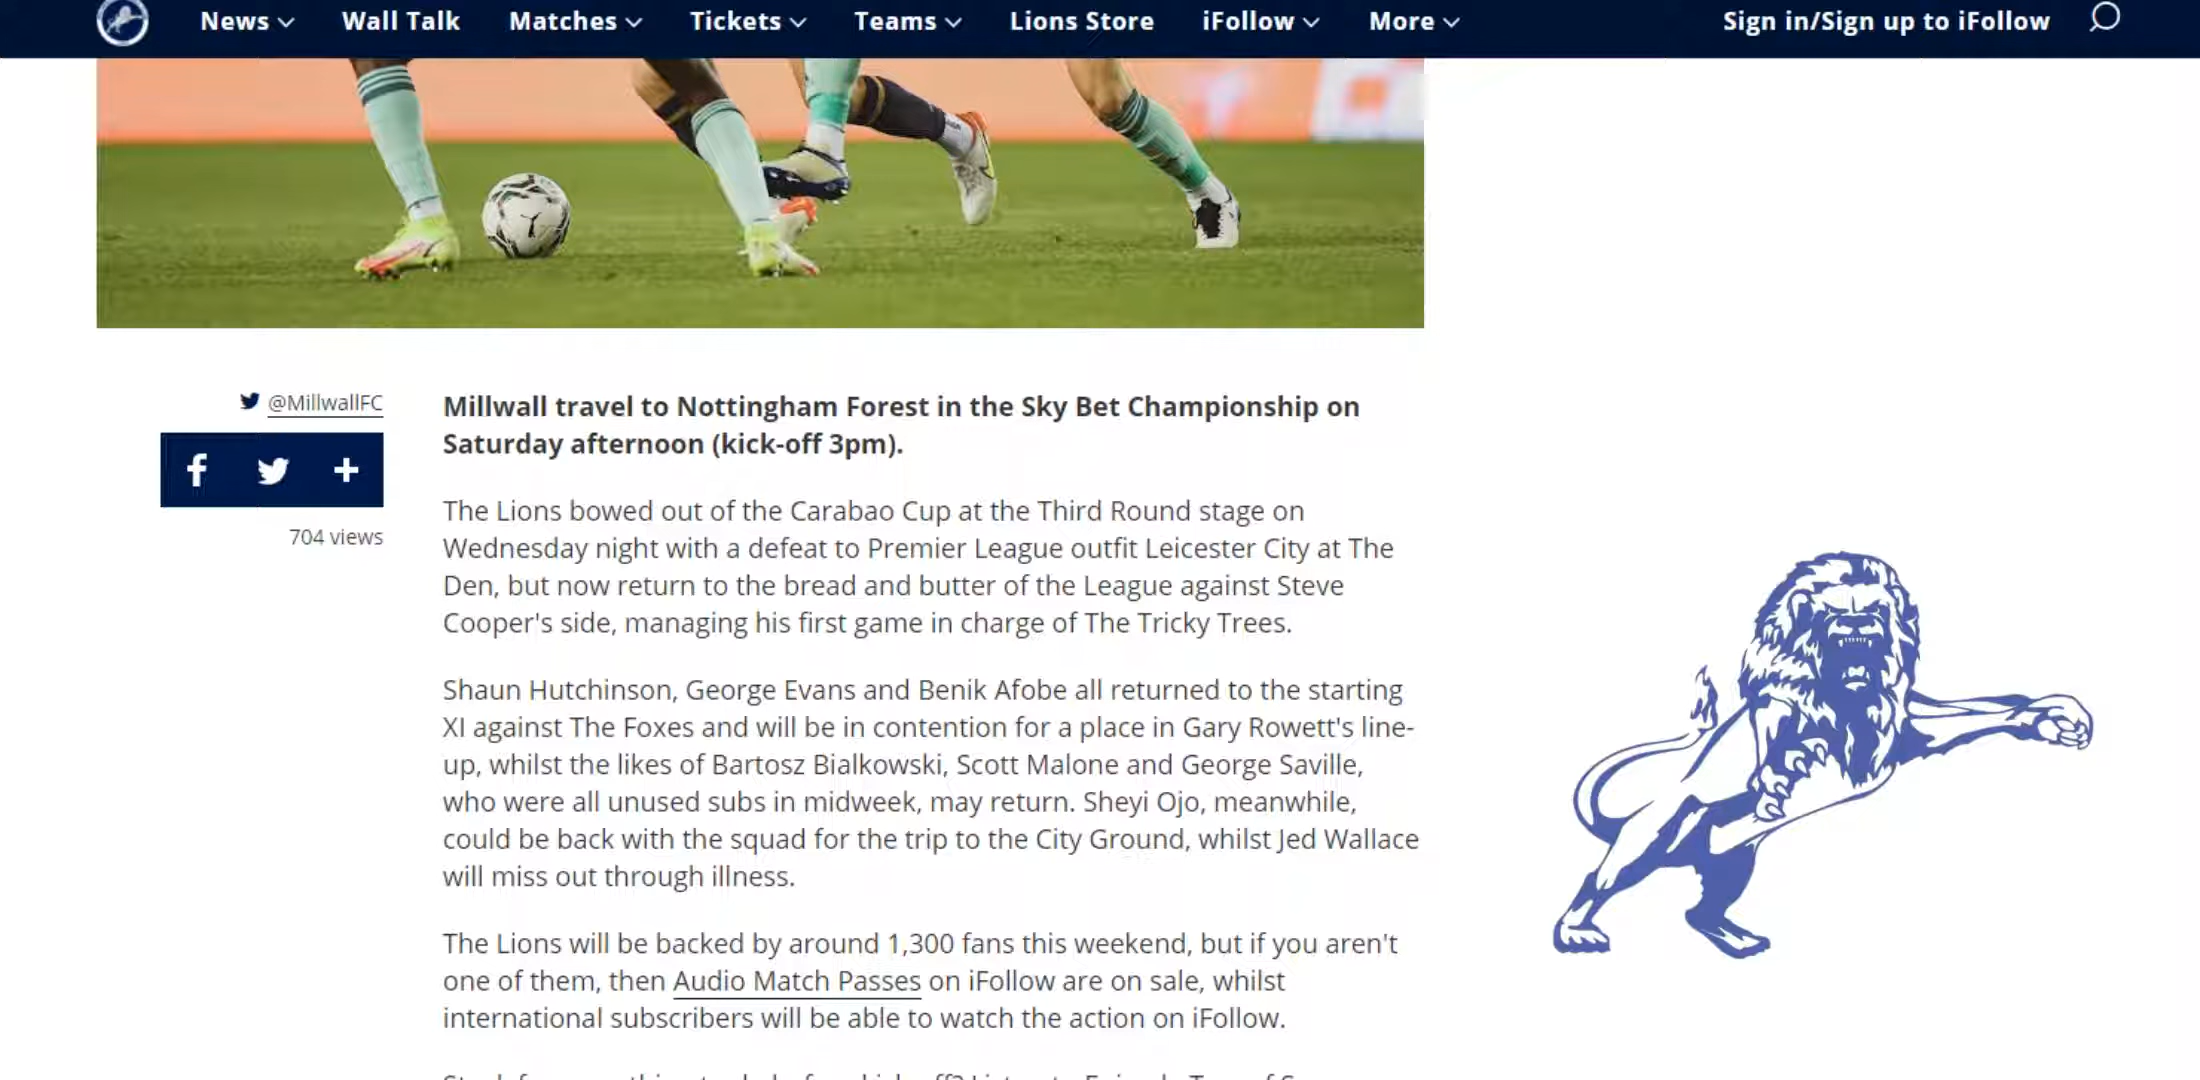 News Wall Talk Matches Tickets Teams Lions Store iFollow More Sign in/Sign up to iFollow
@MillwallFC
704 views
Millwall travel to Nottingham Forest in the Sky Bet Championship on
Saturday afternoon (kick-off 3pm).
The Lions bowed out of the Carabao Cup at the Third Round stage on
Wednesday night with a defeat to Premier League outfit Leicester City at The
Den, but now return to the bread and butter of the League against Steve
Cooper's side, managing his first game in charge of The Tricky Trees.
Shaun Hutchinson, George Evans and Benik Afobe all returned to the starting
XI against The Foxes and will be in contention for a place in Gary Rowett's line-
up, whilst the likes of Bartosz Bialkowski, Scott Malone and George Saville,
who were all unused subs in midweek, may return. Sheyi Ojo, meanwhile,
could be back with the squad for the trip to the City Ground, whilst Jed Wallace
will miss out through illness.
The Lions will be backed by around 1,300 fans this weekend, but if you aren't
one of them, then Audio Match Passes on iFollow are on sale, whilst
international subscribers will be able to watch the action on iFollow.